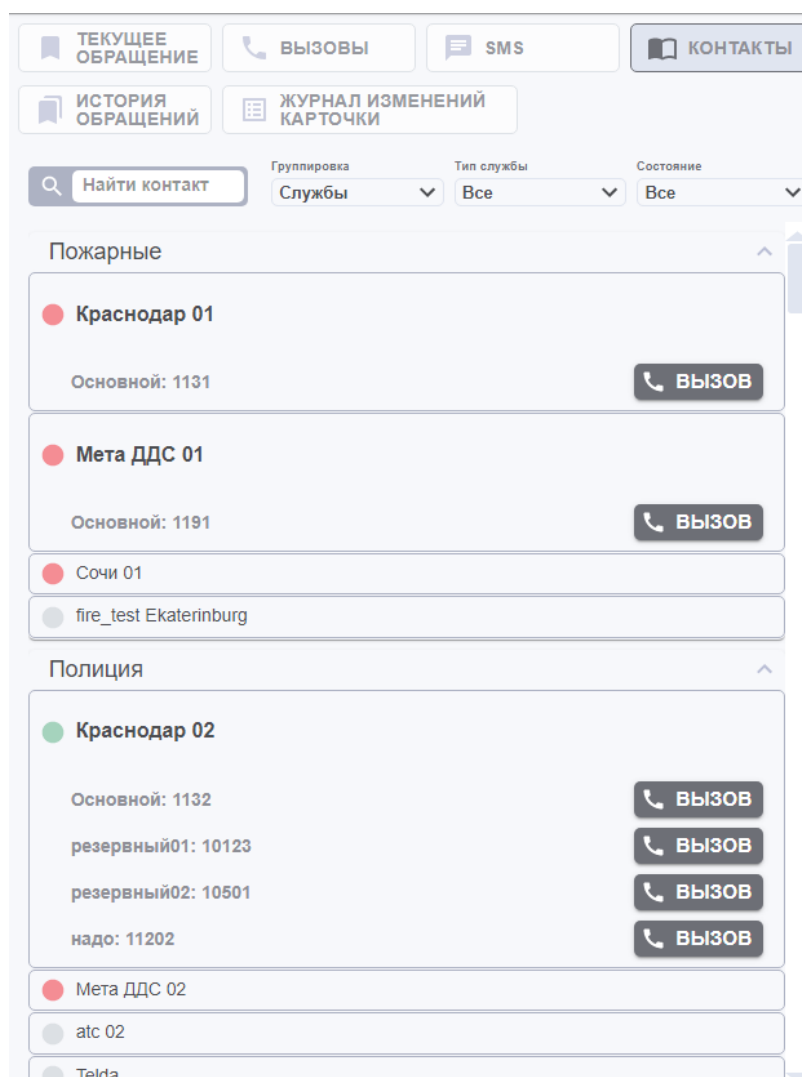 ТЕКУЩЕЕ
ОБРАЩЕНИЕ
ВЫЗОВЫ
SMS
КОНТАКТЫ
ИСТОРИЯ
ОБРАЩЕНИЙ
ЖУРНАЛ ИЗМЕНЕНИЙ
КАРТОЧКИ
Найти контакт
Группировка
Службы
Тип службы
Все
Состояние
Все
Пожарные
Краснодар 01
Основной: 1131 ВЫЗОВ
Мета ДДС 01
Основной: 1191 ВЫЗОВ
Сочи 01
fire_test Ekaterinburg
Полиция
Краснодар 02
Основной: 1132 ВЫЗОВ
резервный01: 10123 ВЫЗОВ
резервный02: 10501 ВЫЗОВ
надо: 11202 ВЫЗОВ
Мета ДДС 02
atc 02
Telda